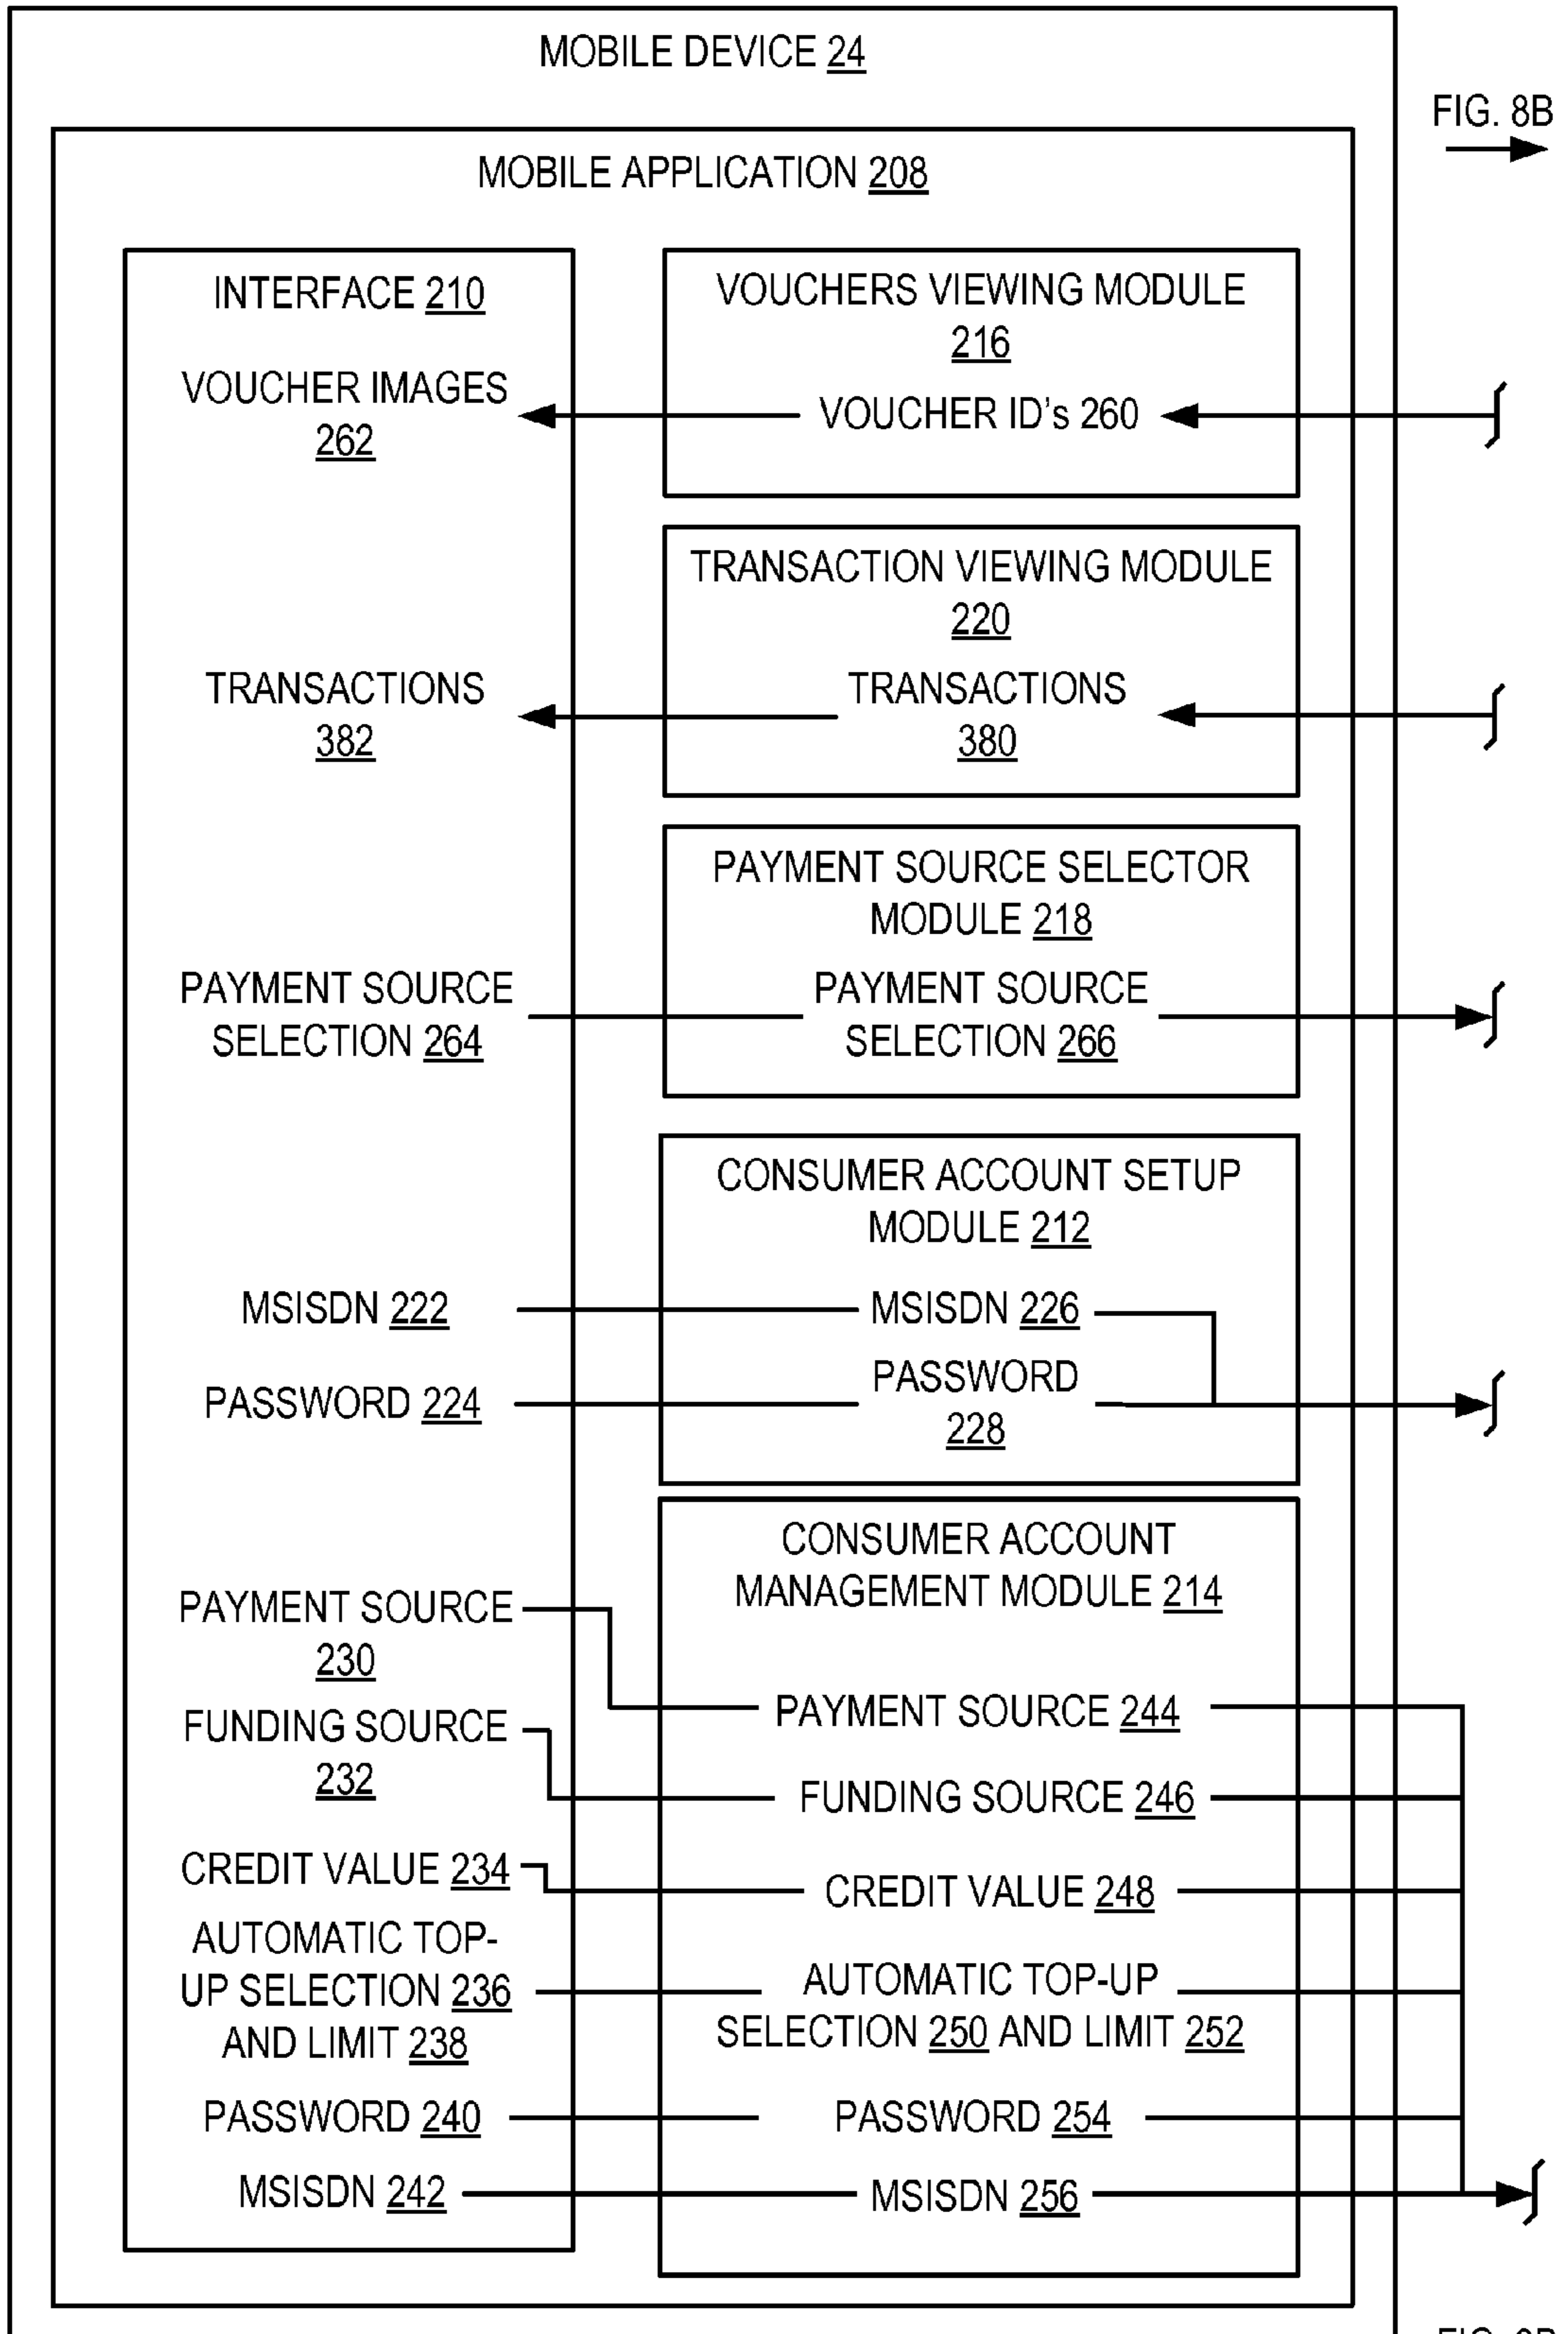 MOBILE DEVICE 24
FIG. 8B
MOBILE APPLICATION 208
INTERFACE 210
VOUCHER IMAGES
262
TRANSACTIONS
382
PAYMENT SOURCE
SELECTION 264
MSISDN 222
PASSWORD 224
PAYMENT SOURCE
230
FUNDING SOURCE
232
CREDIT VALUE 234
AUTOMATIC TOP-
UP SELECTION 236
AND LIMIT 238
PASSWORD 240
MSISDN 242
VOUCHERS VIEWING MODULE
216
VOUCHER ID's 260
TRANSACTION VIEWING MODULE
220
TRANSACTIONS
380
PAYMENT SOURCE SELECTOR
MODULE 218
PAYMENT SOURCE
SELECTION 266
CONSUMER ACCOUNT SETUP
MODULE 212
MSISDN 226
PASSWORD
228
CONSUMER ACCOUNT
MANAGEMENT MODULE 214
PAYMENT SOURCE 244
FUNDING SOURCE 246
CREDIT VALUE 248
AUTOMATIC TOP-UP
SELECTION 250 AND LIMIT 252
PASSWORD 254
MSISDN 256